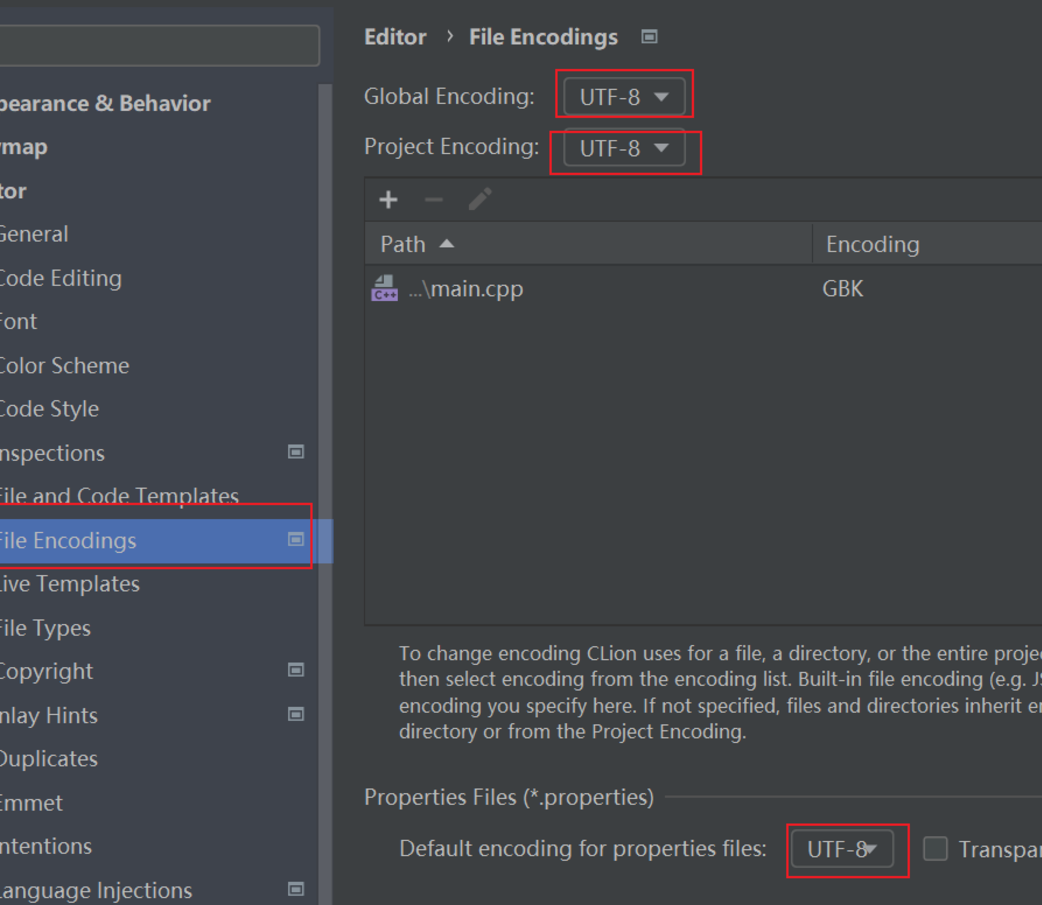 Editor › File Encodings
Global Encoding: UTF-8
Project Encoding: UTF-8
Path Encoding
C++ ...\main.cpp GBK
To change encoding CLion uses for a file, a directory, or the entire proje
then select encoding from the encoding list. Built-in file encoding (e.g. JS
encoding you specify here. If not specified, files and directories inherit e
directory or from the Project Encoding.
Properties Files (*.properties)
Default encoding for properties files: UTF-8 Transpar
pearance & Behavior
map
tor
General
Code Editing
Font
Color Scheme
Code Style
nspections
File and Code Templates
File Encodings
Live Templates
File Types
Copyright
nlay Hints
Duplicates
Emmet
ntentions
Language Injections